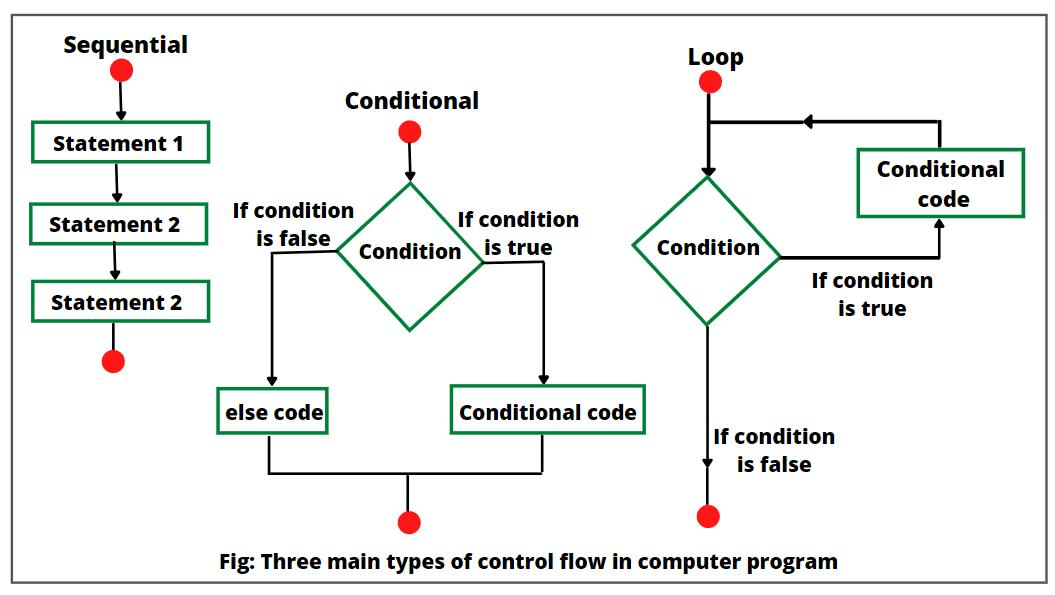 Sequential
Statement 1
Statement 2
Statement 2
Conditional
If condition
is false
Condition
If condition
is true
else code
Conditional code
Loop
Conditional
code
Condition
If condition
is true
If condition
is false
Fig: Three main types of control flow in computer program